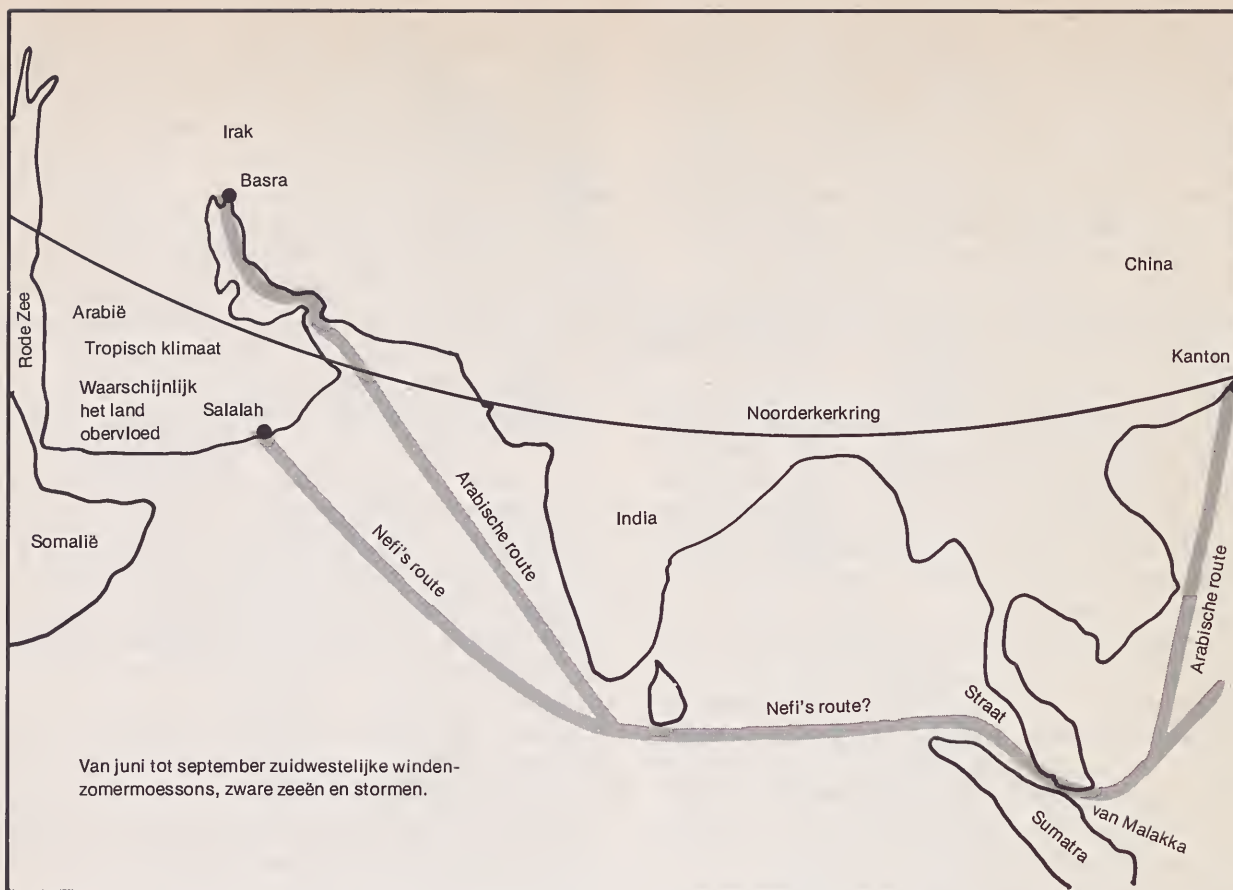 Irak
Basra
China
Rode Zee
Arabië
Tropisch klimaat
Kanton
Waarschijnlijk
het land
obervloed
Salalah
Noorderkerkring
Arabische route
India
Somalië
Nefi's route
Arabische route
Nefi's route?
Straat
van Malakka
Sumatra
Van juni tot september zuidwestelijke winden-
zomermoessons, zware zeeën en stormen.